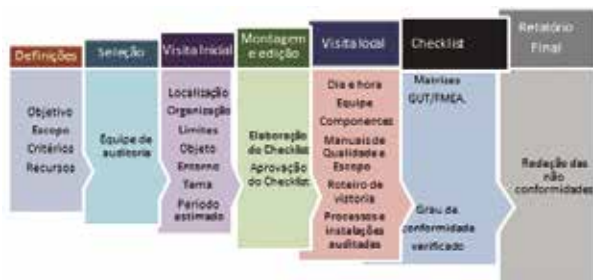 Definições
Objetivo
Escopo
Critérios
Recursos
Seleção
Equipe de
auditoria
Visita Inicial
Localização
Organização
Limites
Objeto
Entorno
Tema
Período
estimado
Montagem
e edição
Elaboração
do Checklist
Aprovação
do Checklist
Visita local
Dia e hora
Equipe
Componentes
Manuais de
Qualidade e
Escopo
Roteiro de
vistoria
Processos e
instalações
auditadas
Checklist
Matrizes
GUT/FMEA.
Grau de
conformidade
verificado
Relatório
Final
Redação das
não
conformidades